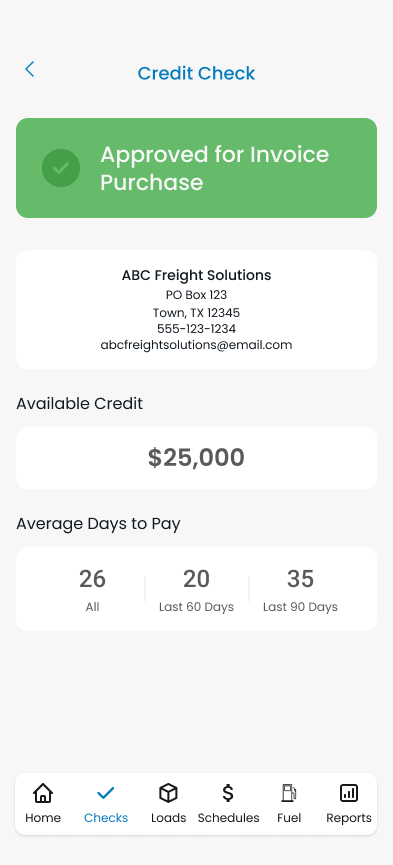 Credit Check
Approved for Invoice
Purchase
ABC Freight Solutions
PO Box 123
Town, TX 12345
555-123-1234
abcfreightsolutions@email.com
Available Credit
$25,000
Average Days to Pay
26 20 35
All Last 60 Days Last 90 Days
Home Checks Loads Schedules Fuel Reports